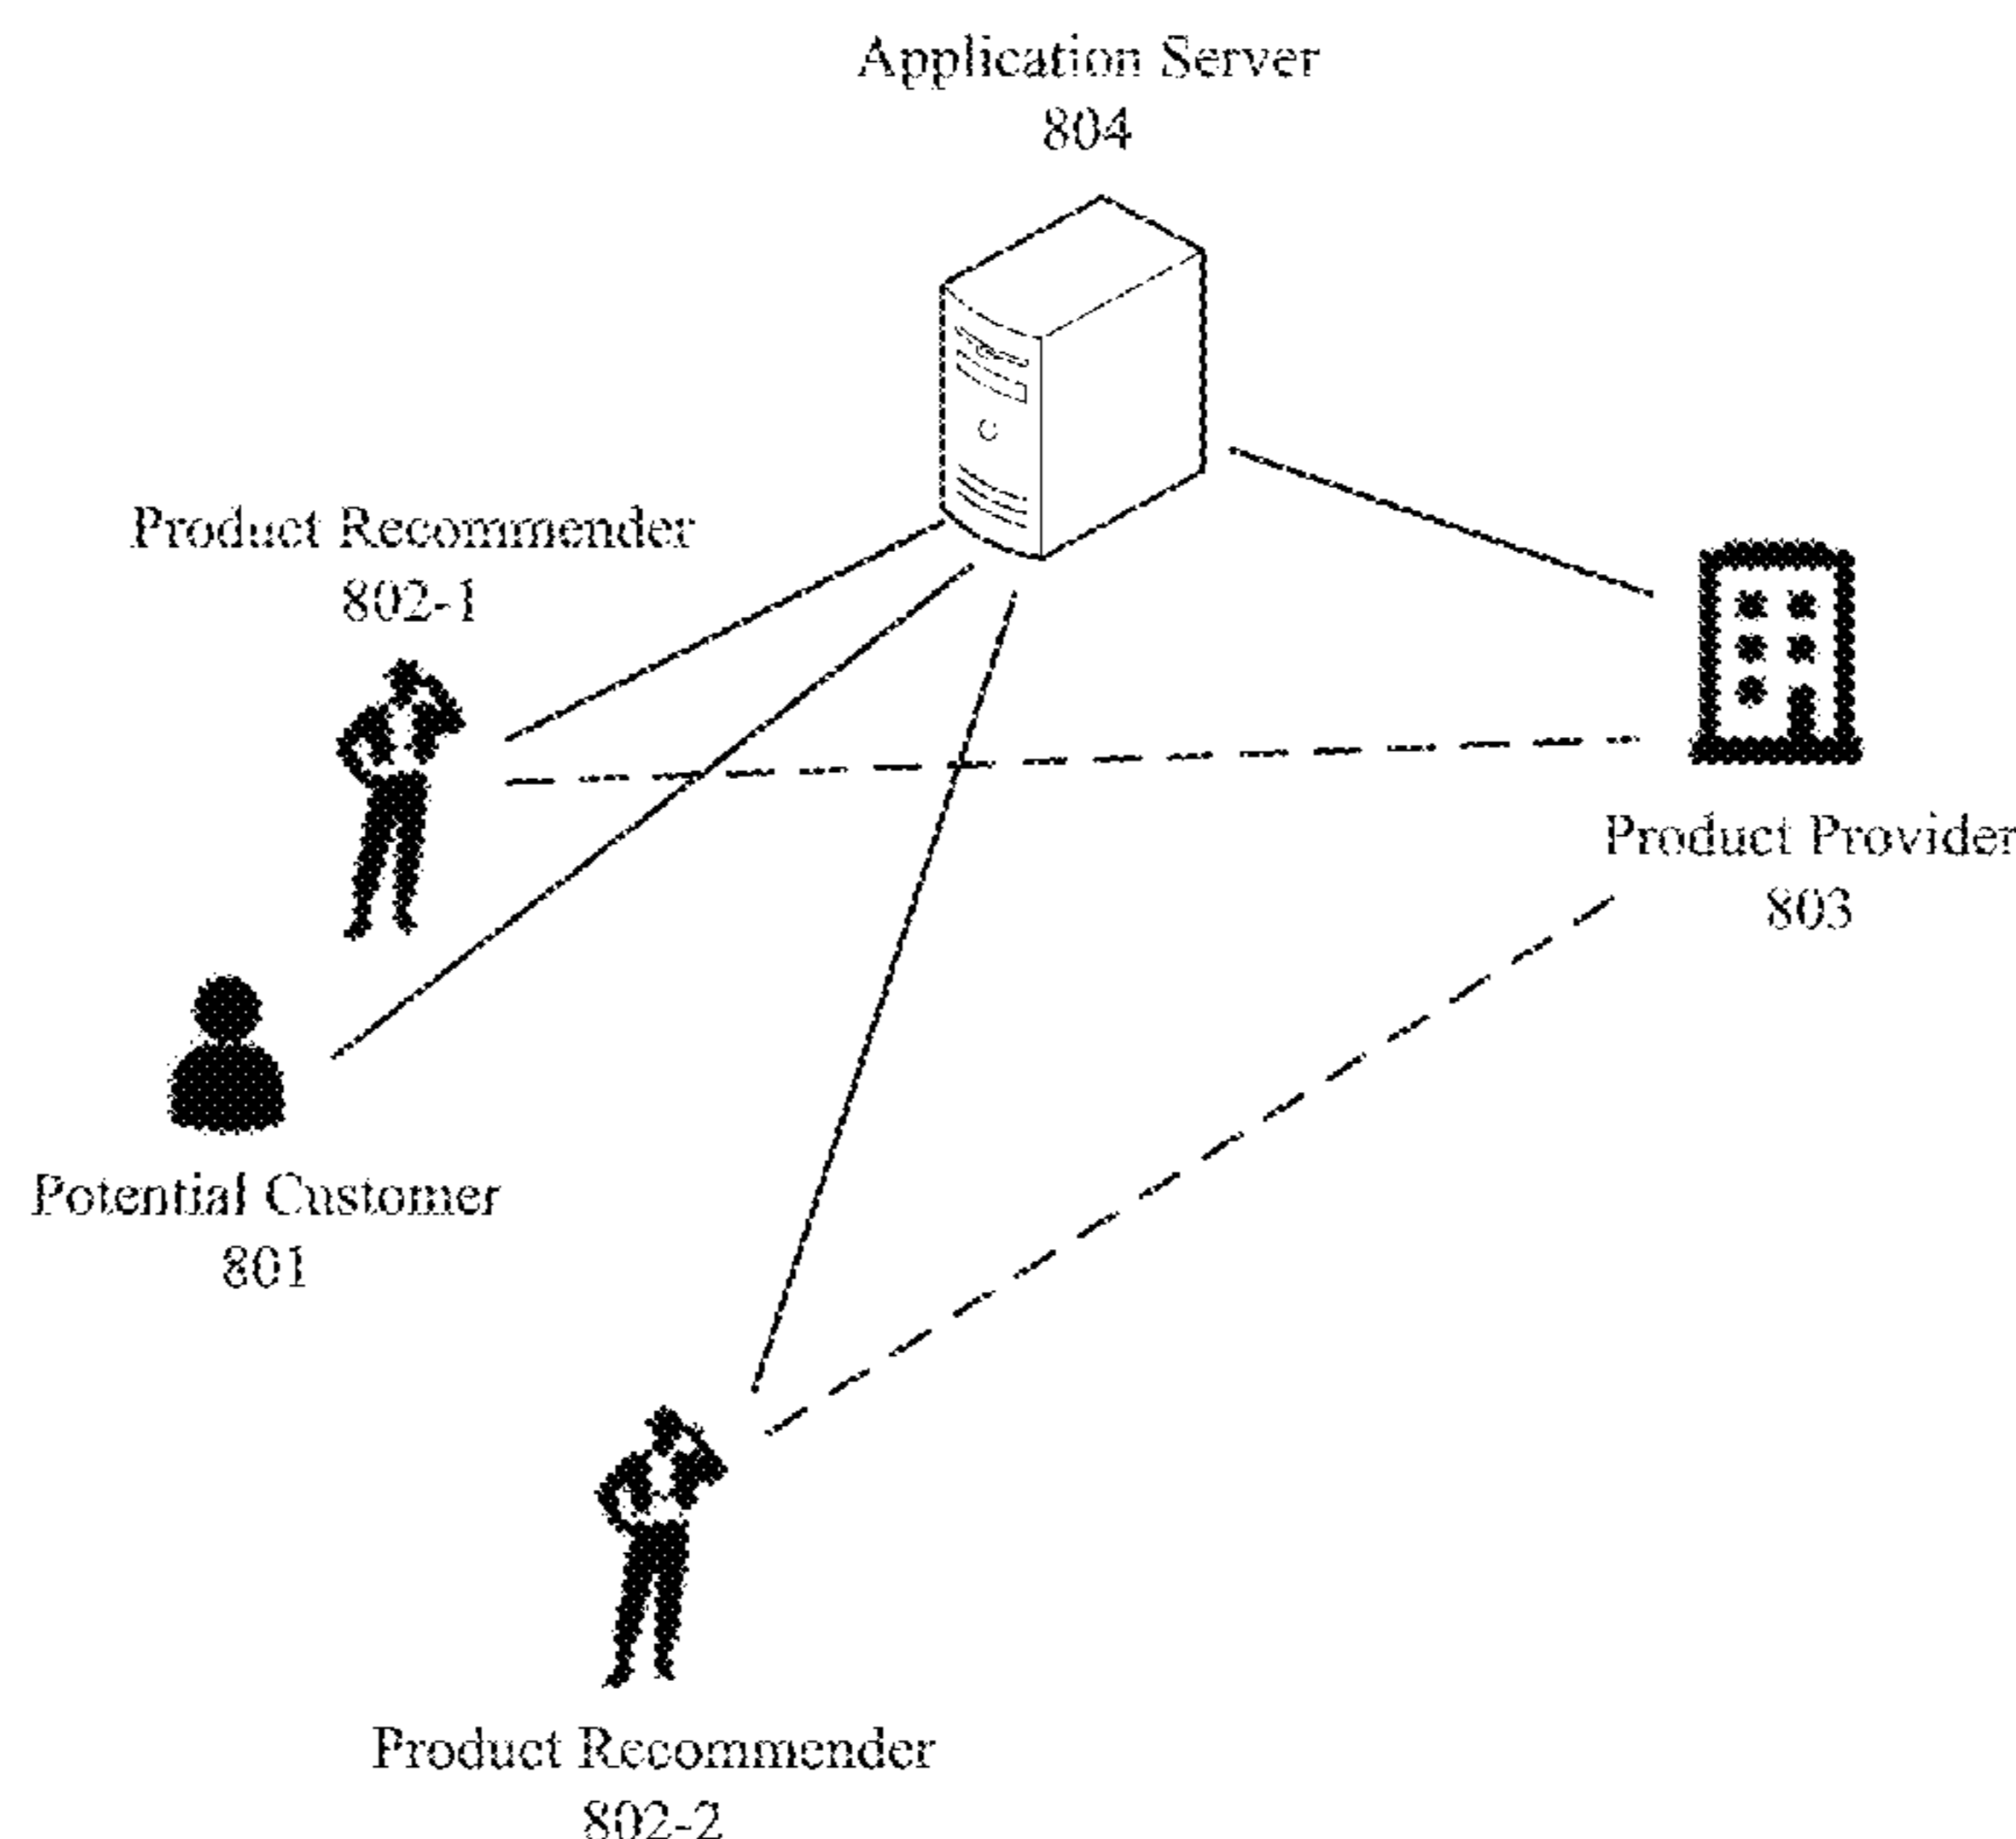 Application Server
804
Product Recommender
802-1
Product Provider
803
Potential Customer
801
Product Recommender
802-2